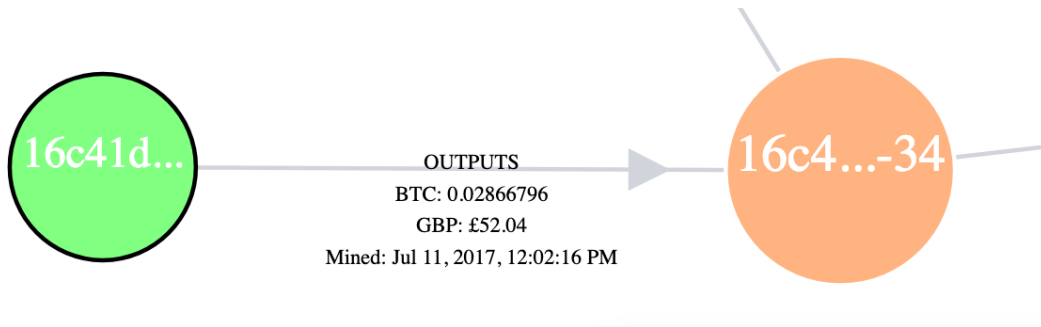 16c41d...
OUTPUTS
BTC: 0.02866796
GBP: £52.04
Mined: Jul 11, 2017, 12:02:16 PM
16c4...-34